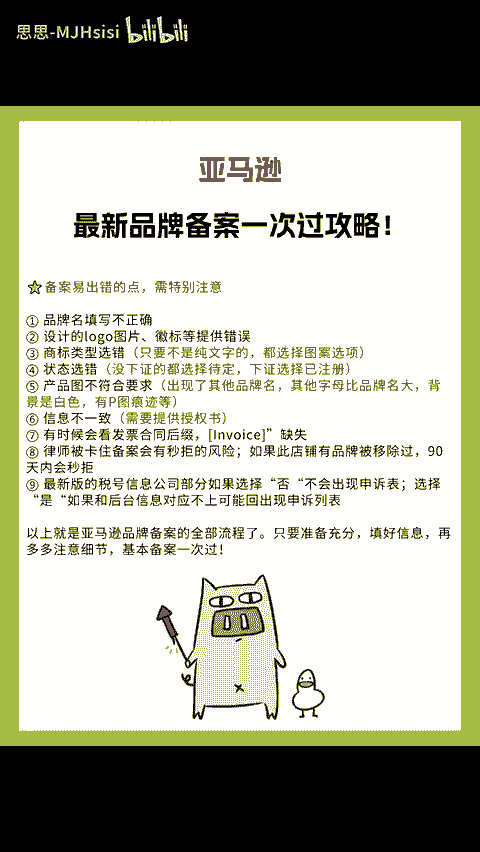 思思-MJHsisi bilibili
亚马逊
最新品牌备案一次过攻略！
备案易出错的点，需特别注意
① 品牌名填写不正确
② 设计的logo图片、徽标等提供错误
③ 商标类型选错（只要不是纯文字的，都选择图案选项）
④ 状态选错（没下证的都选择待定，下证选择已注册）
⑤ 产品图不符合要求（出现了其他品牌名，其他字母比品牌名大，背
景是白色，有P图痕迹等）
⑥ 信息不一致（需要提供授权书）
⑦ 有时候会看发票合同后缀，[Invoice]”缺失
⑧ 律师被卡住备案会有秒拒的风险；如果此店铺有品牌被移除过，90
天内会秒拒
⑨ 最新版的税号信息公司部分如果选择“否“不会出现申诉表；选择
“是“如果和后台信息对应不上可能回出现申诉列表
以上就是亚马逊品牌备案的全部流程了。只要准备充分，填好信息，再
多多注意细节，基本备案一次过！